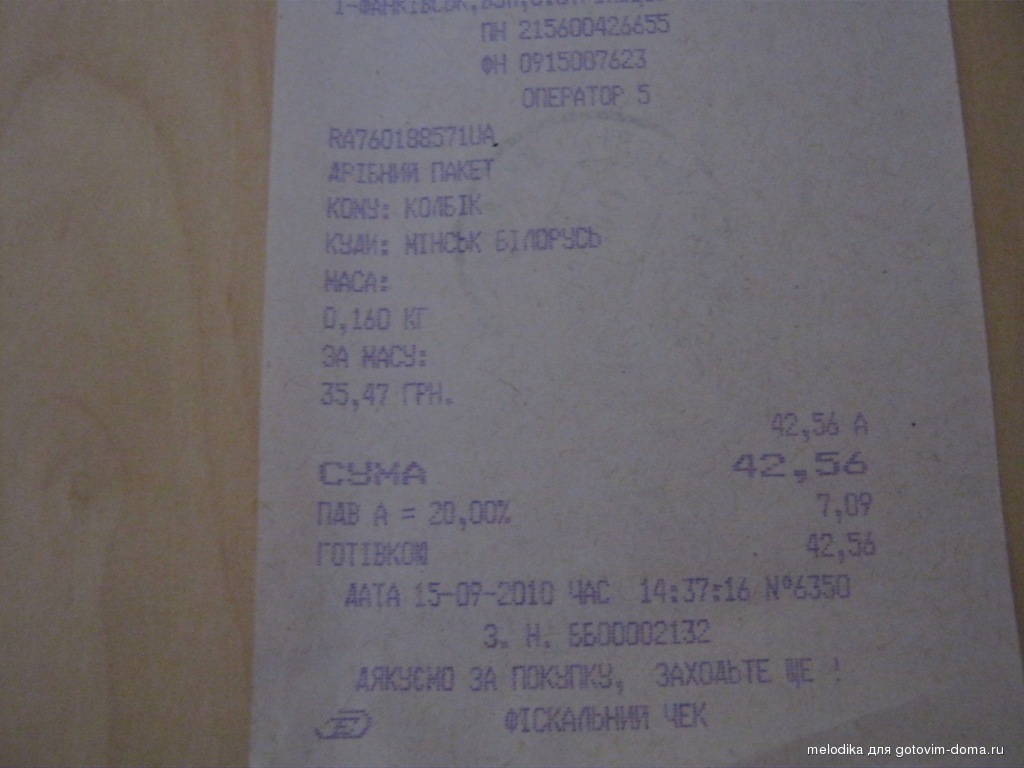 І-ФАНКІВСЬК,
ПН 215600426655
ФН 0915007623
ОПЕРАТОР 5
RA760188571UA
ДРІБНИЙ ПАКЕТ
КОМУ: КОЛБІК
КУДИ: МІНСЬК БІЛОРУСЬ
МАСА:
0,160 КГ
ЗА МАСУ:
35,47 ГРН.
42,56 А
СУМА 42,56
ПДВ А = 20,00% 7,09
ГОТІВКОЮ 42,56
ДАТА 15-09-2010 ЧАС 14:37:16 №6350
З. Н. ББ00002132
ДЯКУЄМО ЗА ПОКУПКУ, ЗАХОДЬТЕ ЩЕ !
ФІСКАЛЬНИЙ ЧЕК
melodika для gotovim-doma.ru